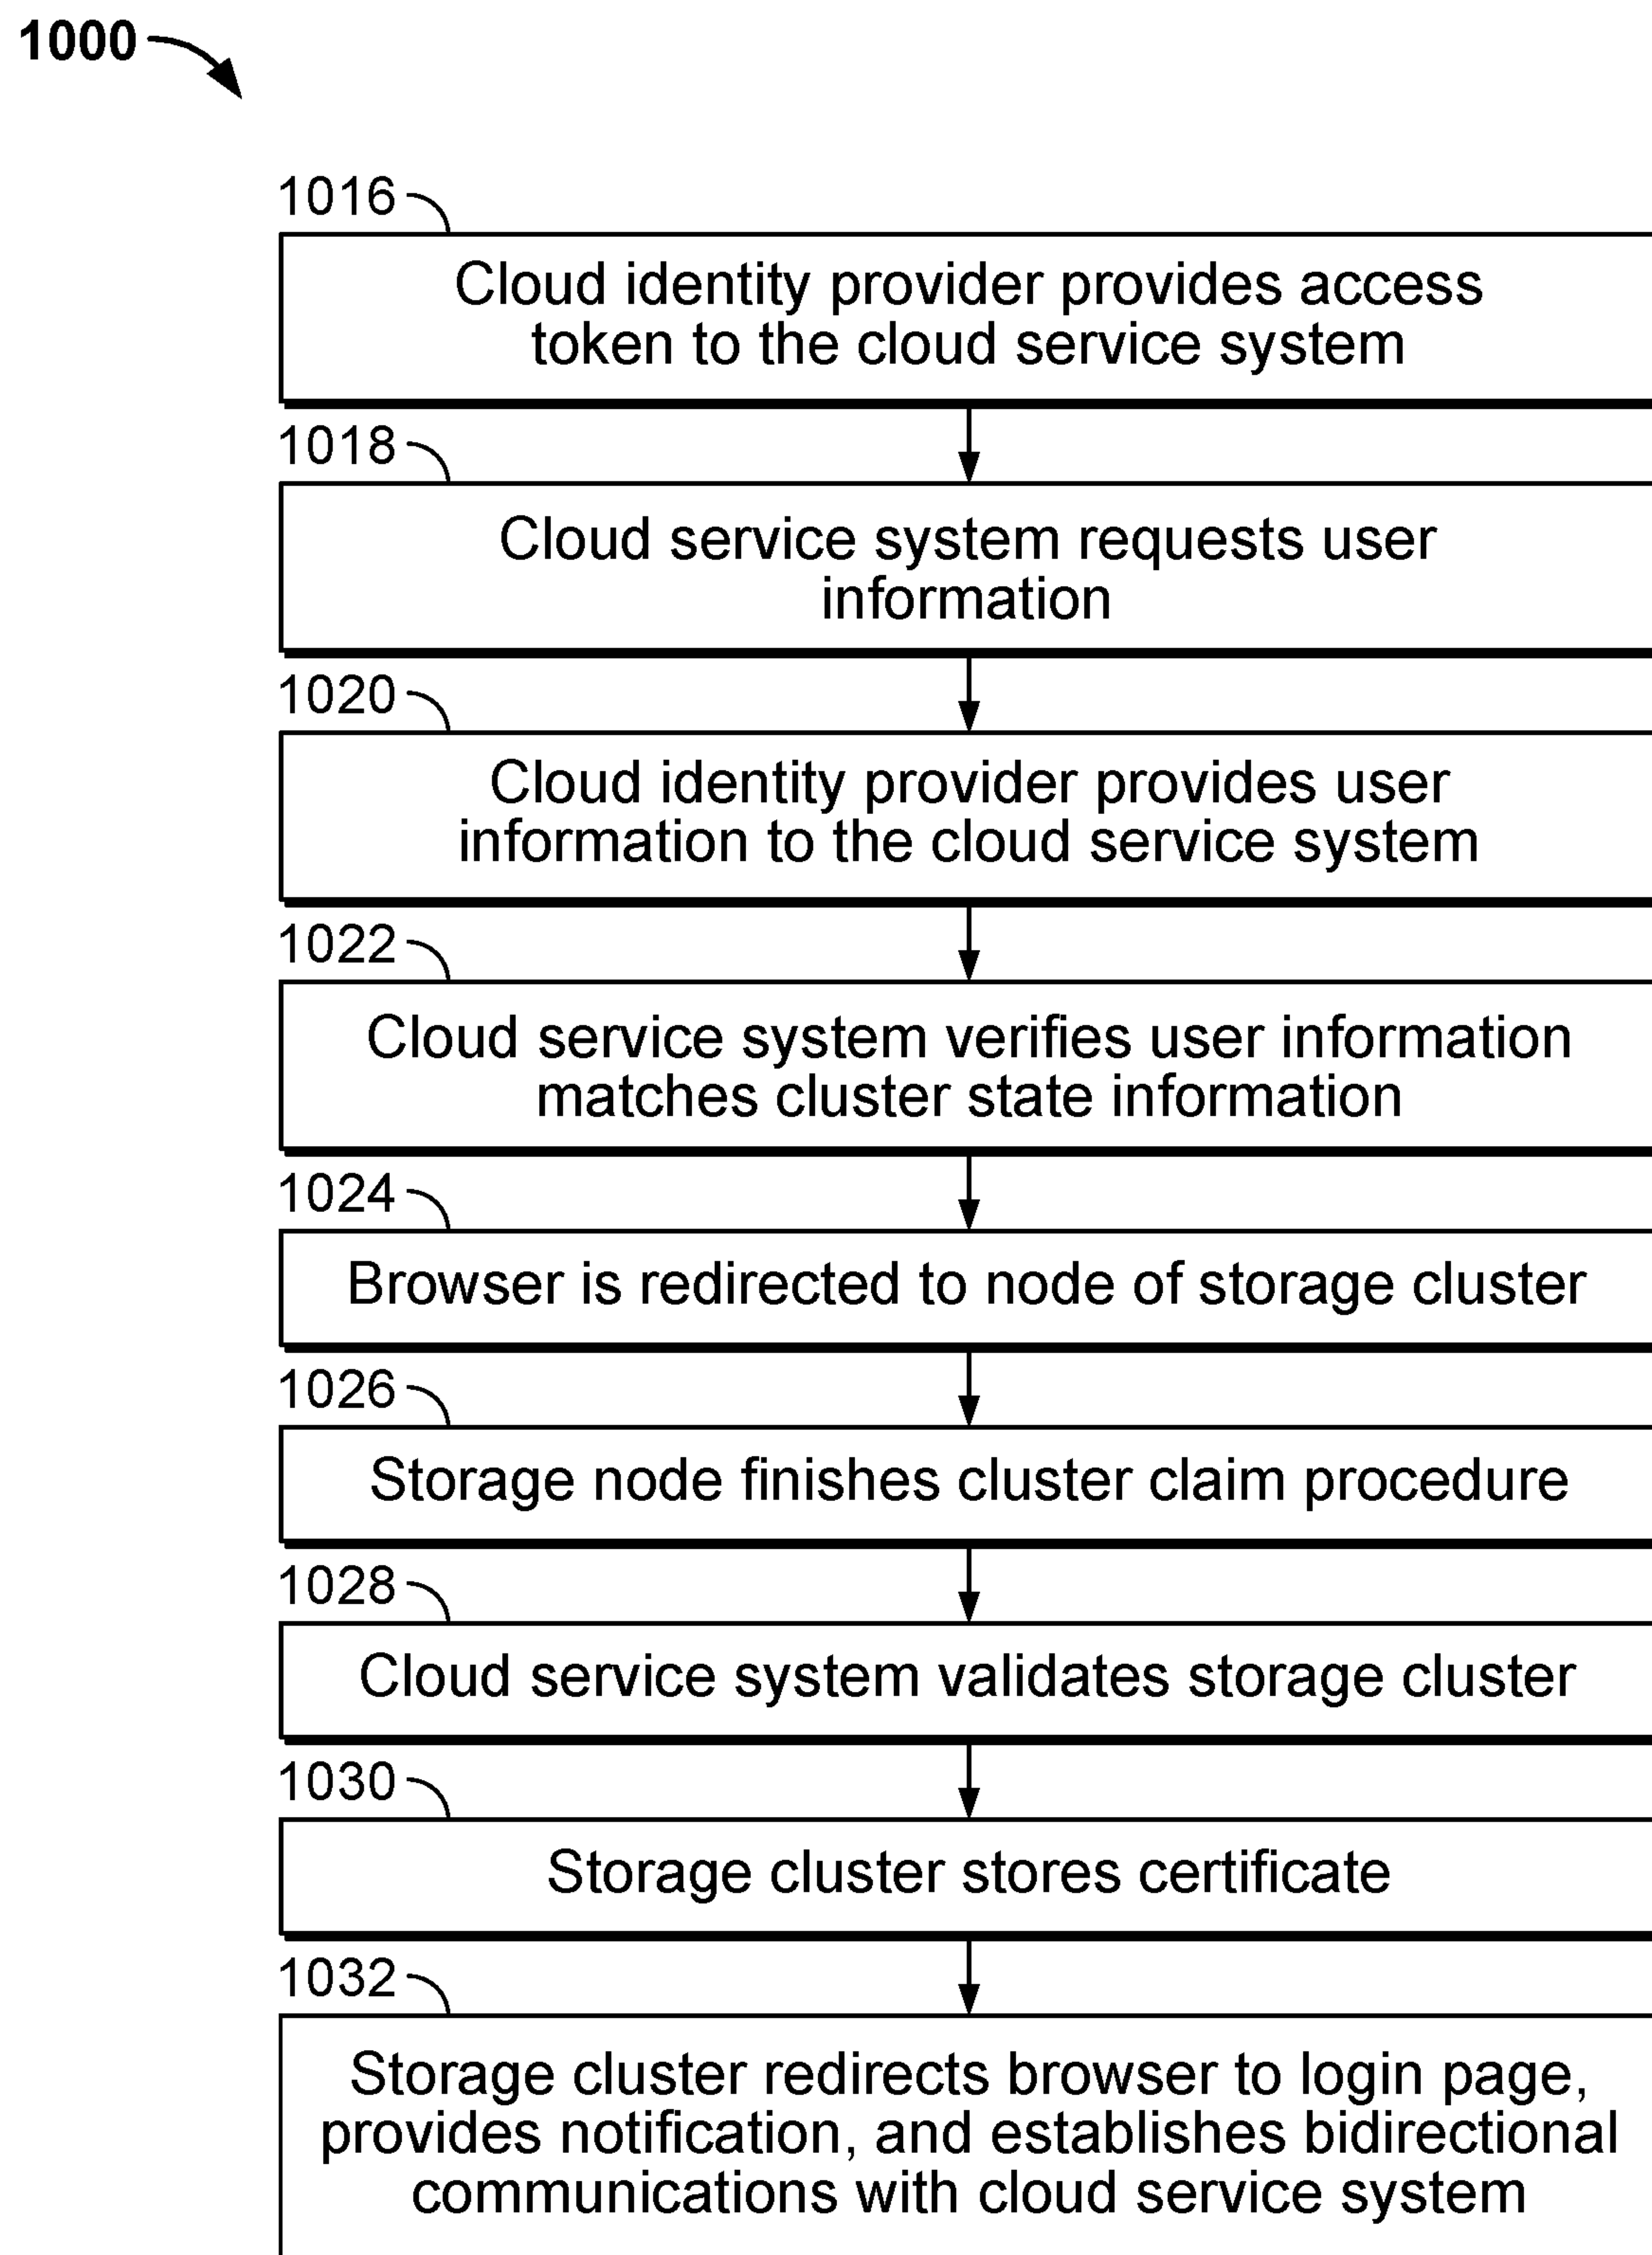 1000
1016
Cloud identity provider provides access
token to the cloud service system
1018
Cloud service system requests user
information
1020
Cloud identity provider provides user
information to the cloud service system
1022
Cloud service system verifies user information
matches cluster state information
1024
Browser is redirected to node of storage cluster
1026
Storage node finishes cluster claim procedure
1028
Cloud service system validates storage cluster
1030
Storage cluster stores certificate
1032
Storage cluster redirects browser to login page,
provides notification, and establishes bidirectional
communications with cloud service system